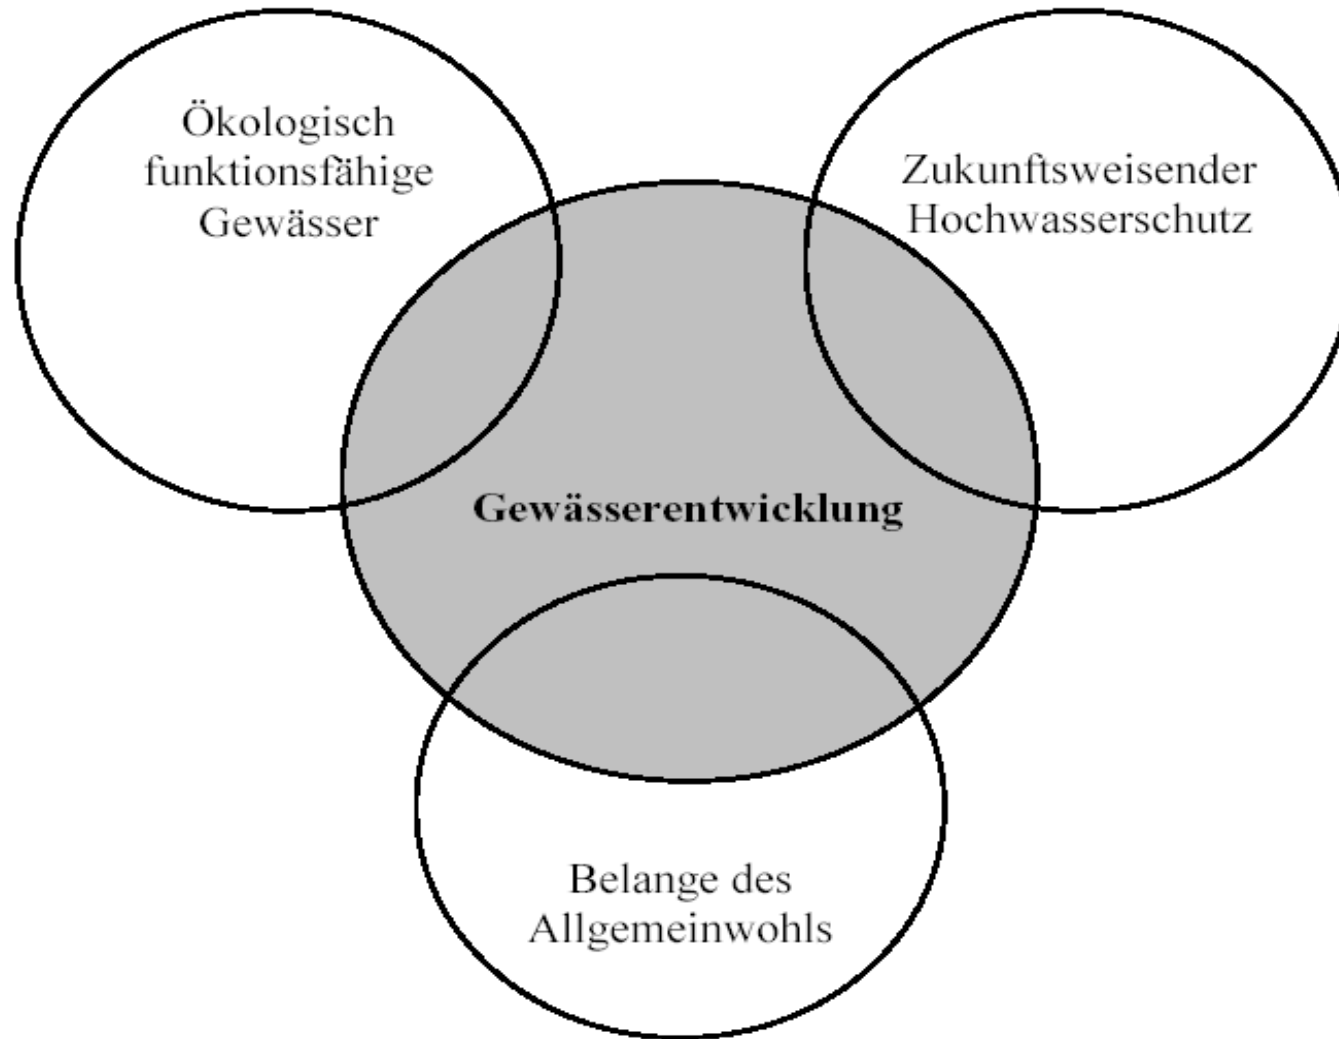 Ökologisch
funktionsfähige
Gewässer
Zukunftsweisender
Hochwasserschutz
Gewässerentwicklung
Belange des
Allgemeinwohls